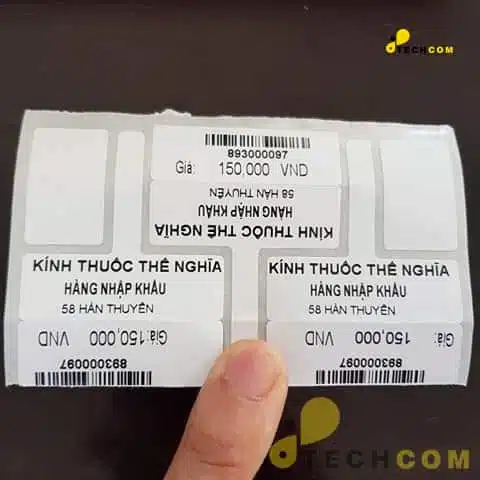 TECHCOM
893000097
Giá: 150,000 VND
58 HÀN THUYÊN
HÀNG NHẬP KHẨU
KÍNH THUỐC THẾ NGHĨA
KÍNH THUỐC THẾ NGHĨA
HÀNG NHẬP KHẨU
58 HÀN THUYÊN
Giá: 150,000 VND
893000097
KÍNH THUỐC THẾ NGHĨA
HÀNG NHẬP KHẨU
58 HÀN THUYÊN
Giá: 150,000 VND
893000097
TECHCOM